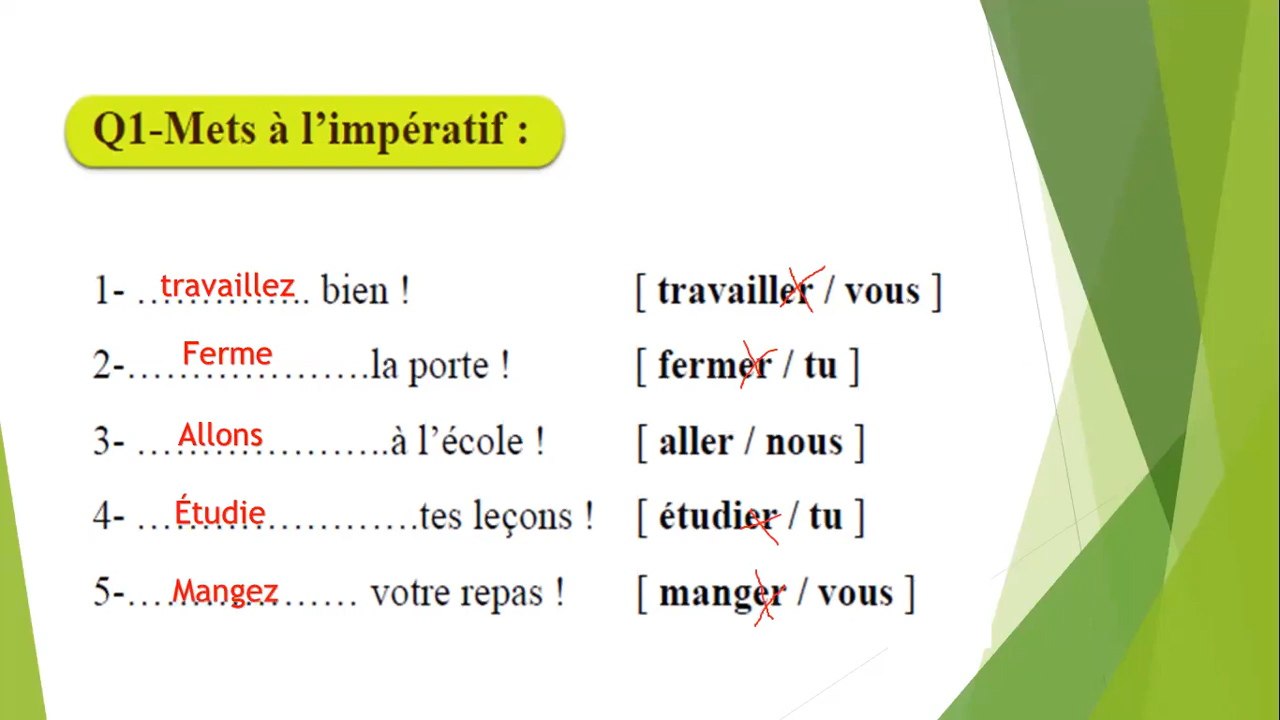 Q1-Mets à l’impératif :
1- …travaillez….. bien ! [ travailler / vous ]
2-……Ferme…….la porte ! [ fermer / tu ]
3- …Allons…….à l’école ! [ aller / nous ]
4- …Étudie…….tes leçons ! [ étudier / tu ]
5-……Mangez…… votre repas ! [ manger / vous ]